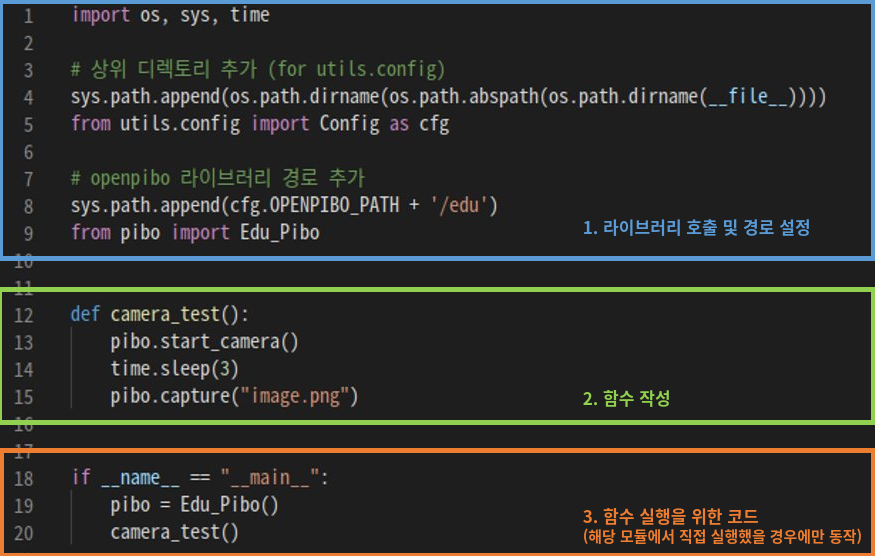 1 import os, sys, time
2
3 # 상위 디렉토리 추가 (for utils.config)
4 sys.path.append(os.path.dirname(os.path.abspath(os.path.dirname(__file__))))
5 from utils.config import Config as cfg
6
7 # openpibo 라이브러리 경로 추가
8 sys.path.append(cfg.OPENPIBO_PATH + '/edu')
9 from pibo import Edu_Pibo
1. 라이브러리 호출 및 경로 설정
10
11
12 def camera_test():
13     pibo.start_camera()
14     time.sleep(3)
15     pibo.capture("image.png")
2. 함수 작성
16
17
18 if __name__ == "__main__":
19     pibo = Edu_Pibo()
20     camera_test()
3. 함수 실행을 위한 코드
(해당 모듈에서 직접 실행했을 경우에만 동작)